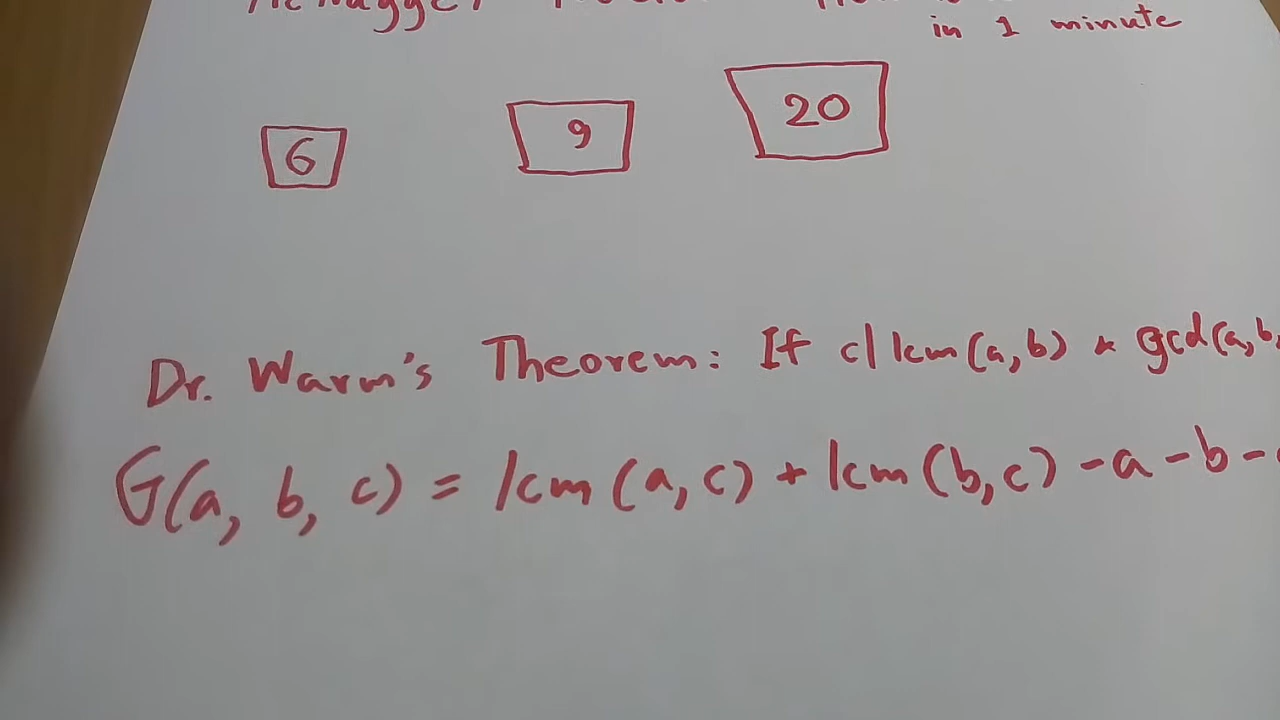 in 1 minute
6 9 20
Dr. Warm's Theorem: If c | lcm(a,b) & gcd(a,b,
G(a, b, c) = lcm(a,c) + lcm(b,c) -a -b -